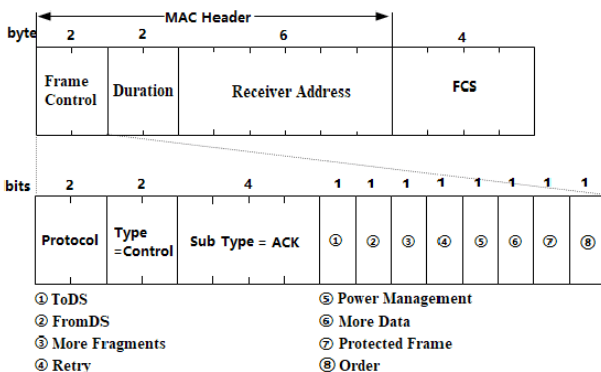 MAC Header
byte 2 2 6 4
Frame Control Duration Receiver Address FCS
bits 2 2 4 1 1 1 1 1 1 1 1
Protocol Type =Control Sub Type = ACK ① ② ③ ④ ⑤ ⑥ ⑦ ⑧
① ToDS ⑤ Power Management
② FromDS ⑥ More Data
③ More Fragments ⑦ Protected Frame
④ Retry ⑧ Order